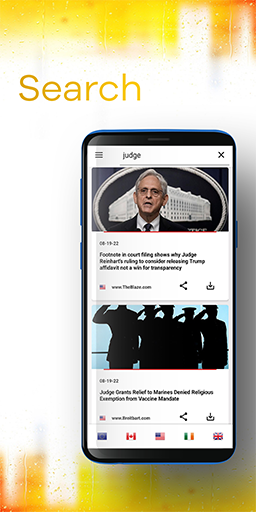 Search
judge
08-19-22
Footnote in court filing shows why Judge
Reinhart's ruling to consider releasing Trump
affidavit not a win for transparency
www.TheBlaze.com
08-19-22
Judge Grants Relief to Marines Denied Religious
Exemption from Vaccine Mandate
www.Breitbart.com